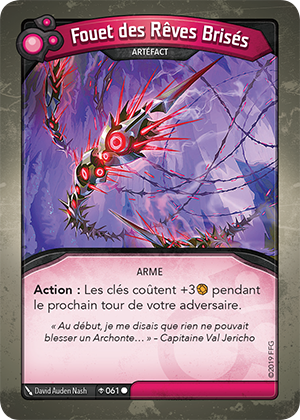 Fouet des Rêves Brisés
ARTÉFACT
ARME
Action : Les clés coûtent +3 pendant
le prochain tour de votre adversaire.
« Au début, je me disais que rien ne pouvait
blesser un Archonte... » - Capitaine Val Jericho
David Auden Nash
061
©2019 FFG